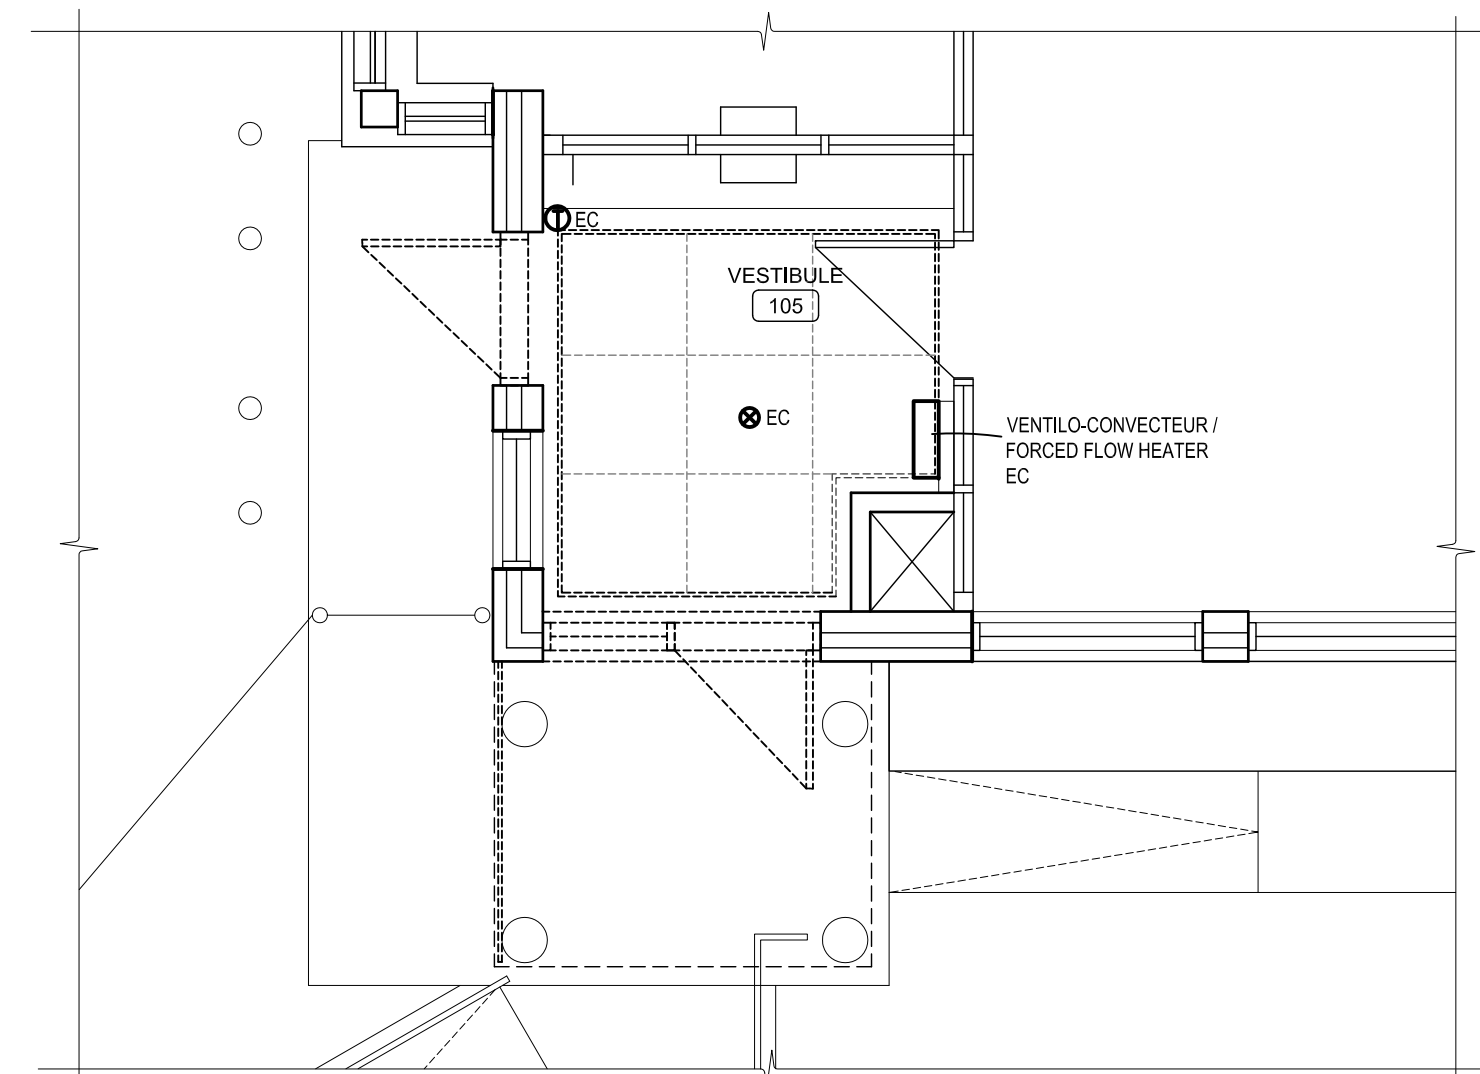 EC
VESTIBULE
105
EC
VENTILO-CONVECTEUR /
FORCED FLOW HEATER
EC